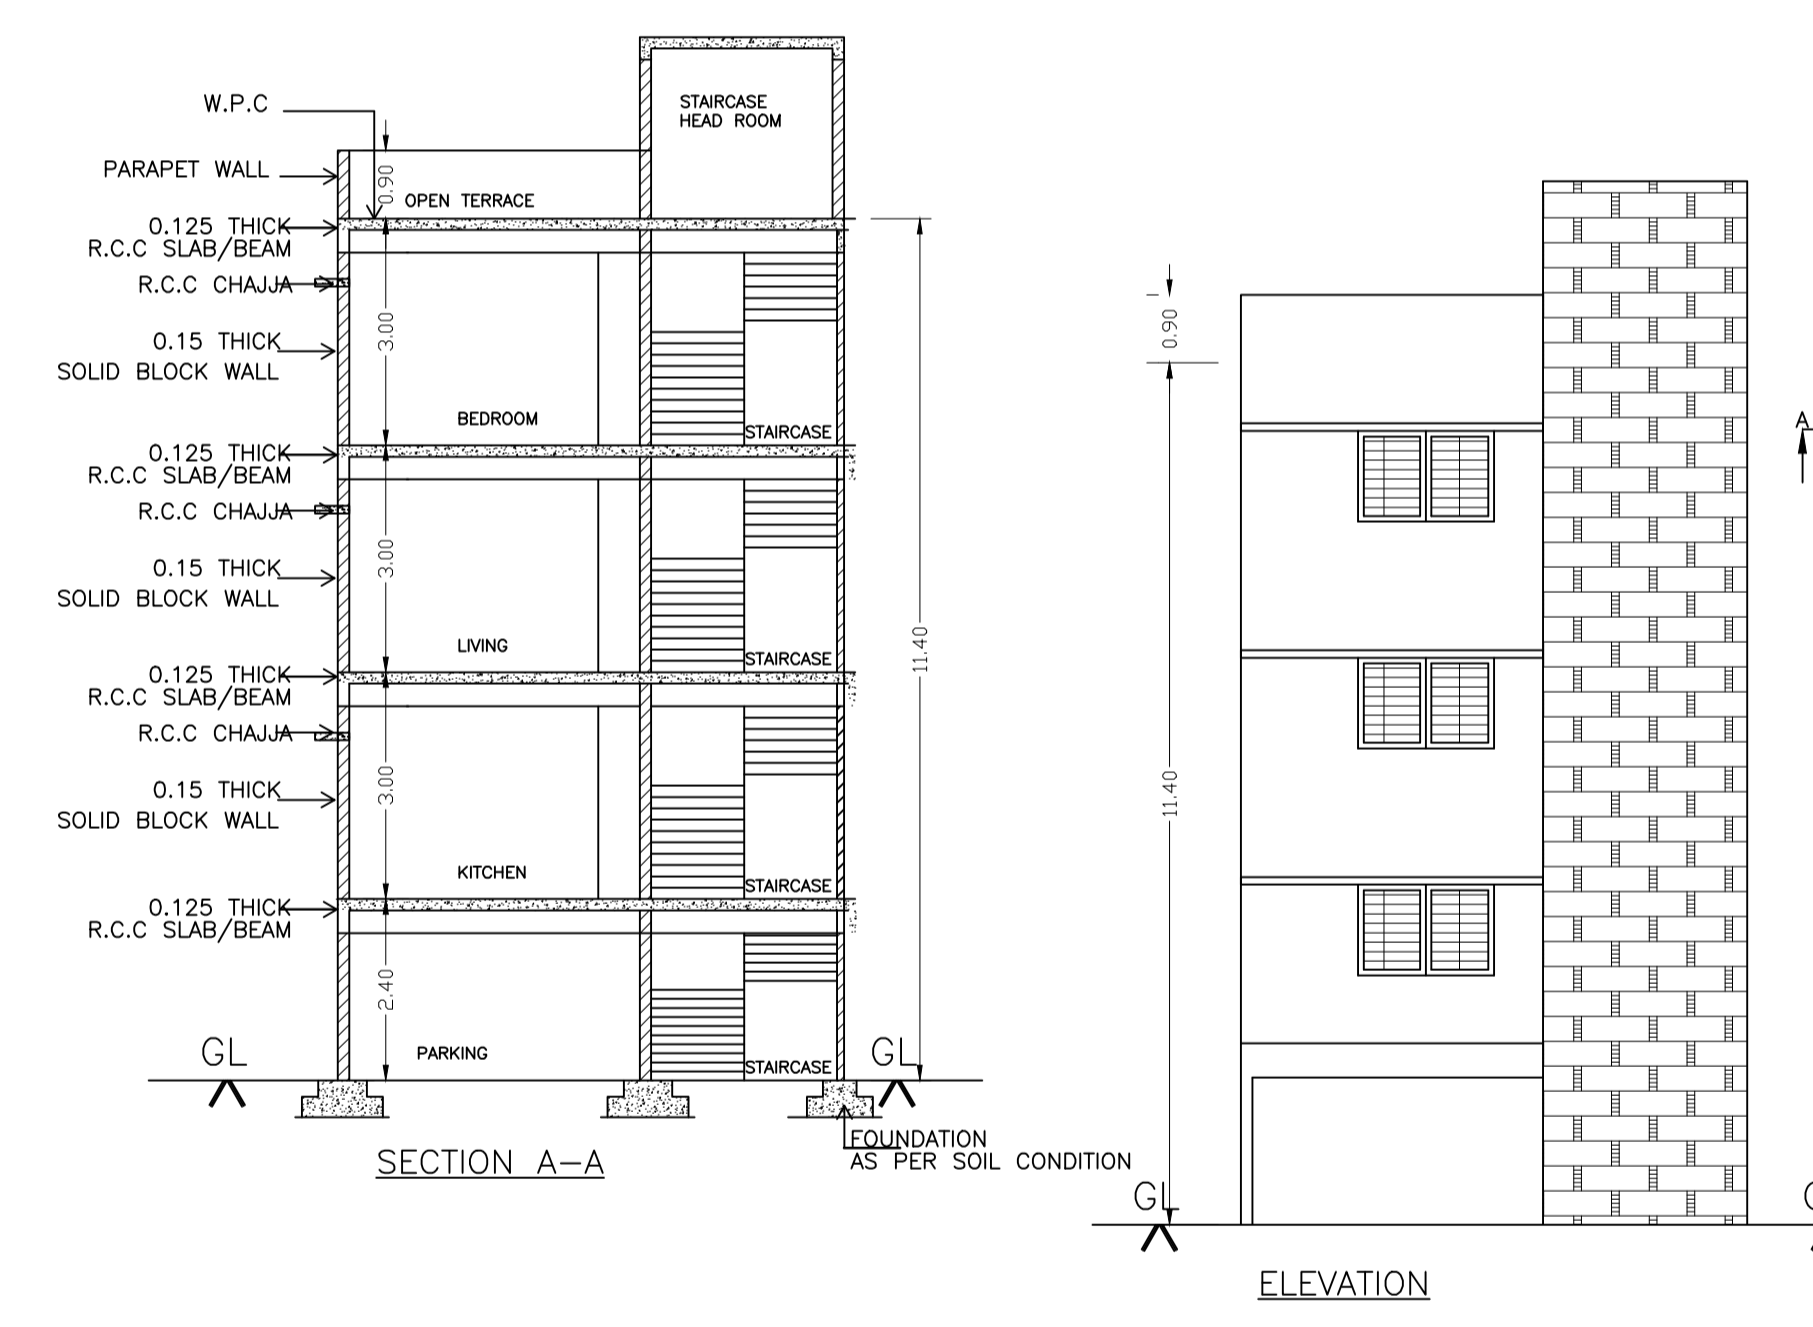 W.P.C
STAIRCASE
HEAD ROOM
PARAPET WALL
0.90
OPEN TERRACE
0.125 THICK
R.C.C SLAB/BEAM
R.C.C CHAJJA
3.00
0.15 THICK
SOLID BLOCK WALL
BEDROOM
STAIRCASE
0.125 THICK
R.C.C SLAB/BEAM
R.C.C CHAJJA
3.00
0.15 THICK
SOLID BLOCK WALL
LIVING
STAIRCASE
0.125 THICK
R.C.C SLAB/BEAM
R.C.C CHAJJA
3.00
0.15 THICK
SOLID BLOCK WALL
KITCHEN
STAIRCASE
0.125 THICK
R.C.C SLAB/BEAM
2.40
PARKING
STAIRCASE
11.40
GL
GL
FOUNDATION
AS PER SOIL CONDITION
SECTION A-A
0.90
11.40
A
GL
ELEVATION